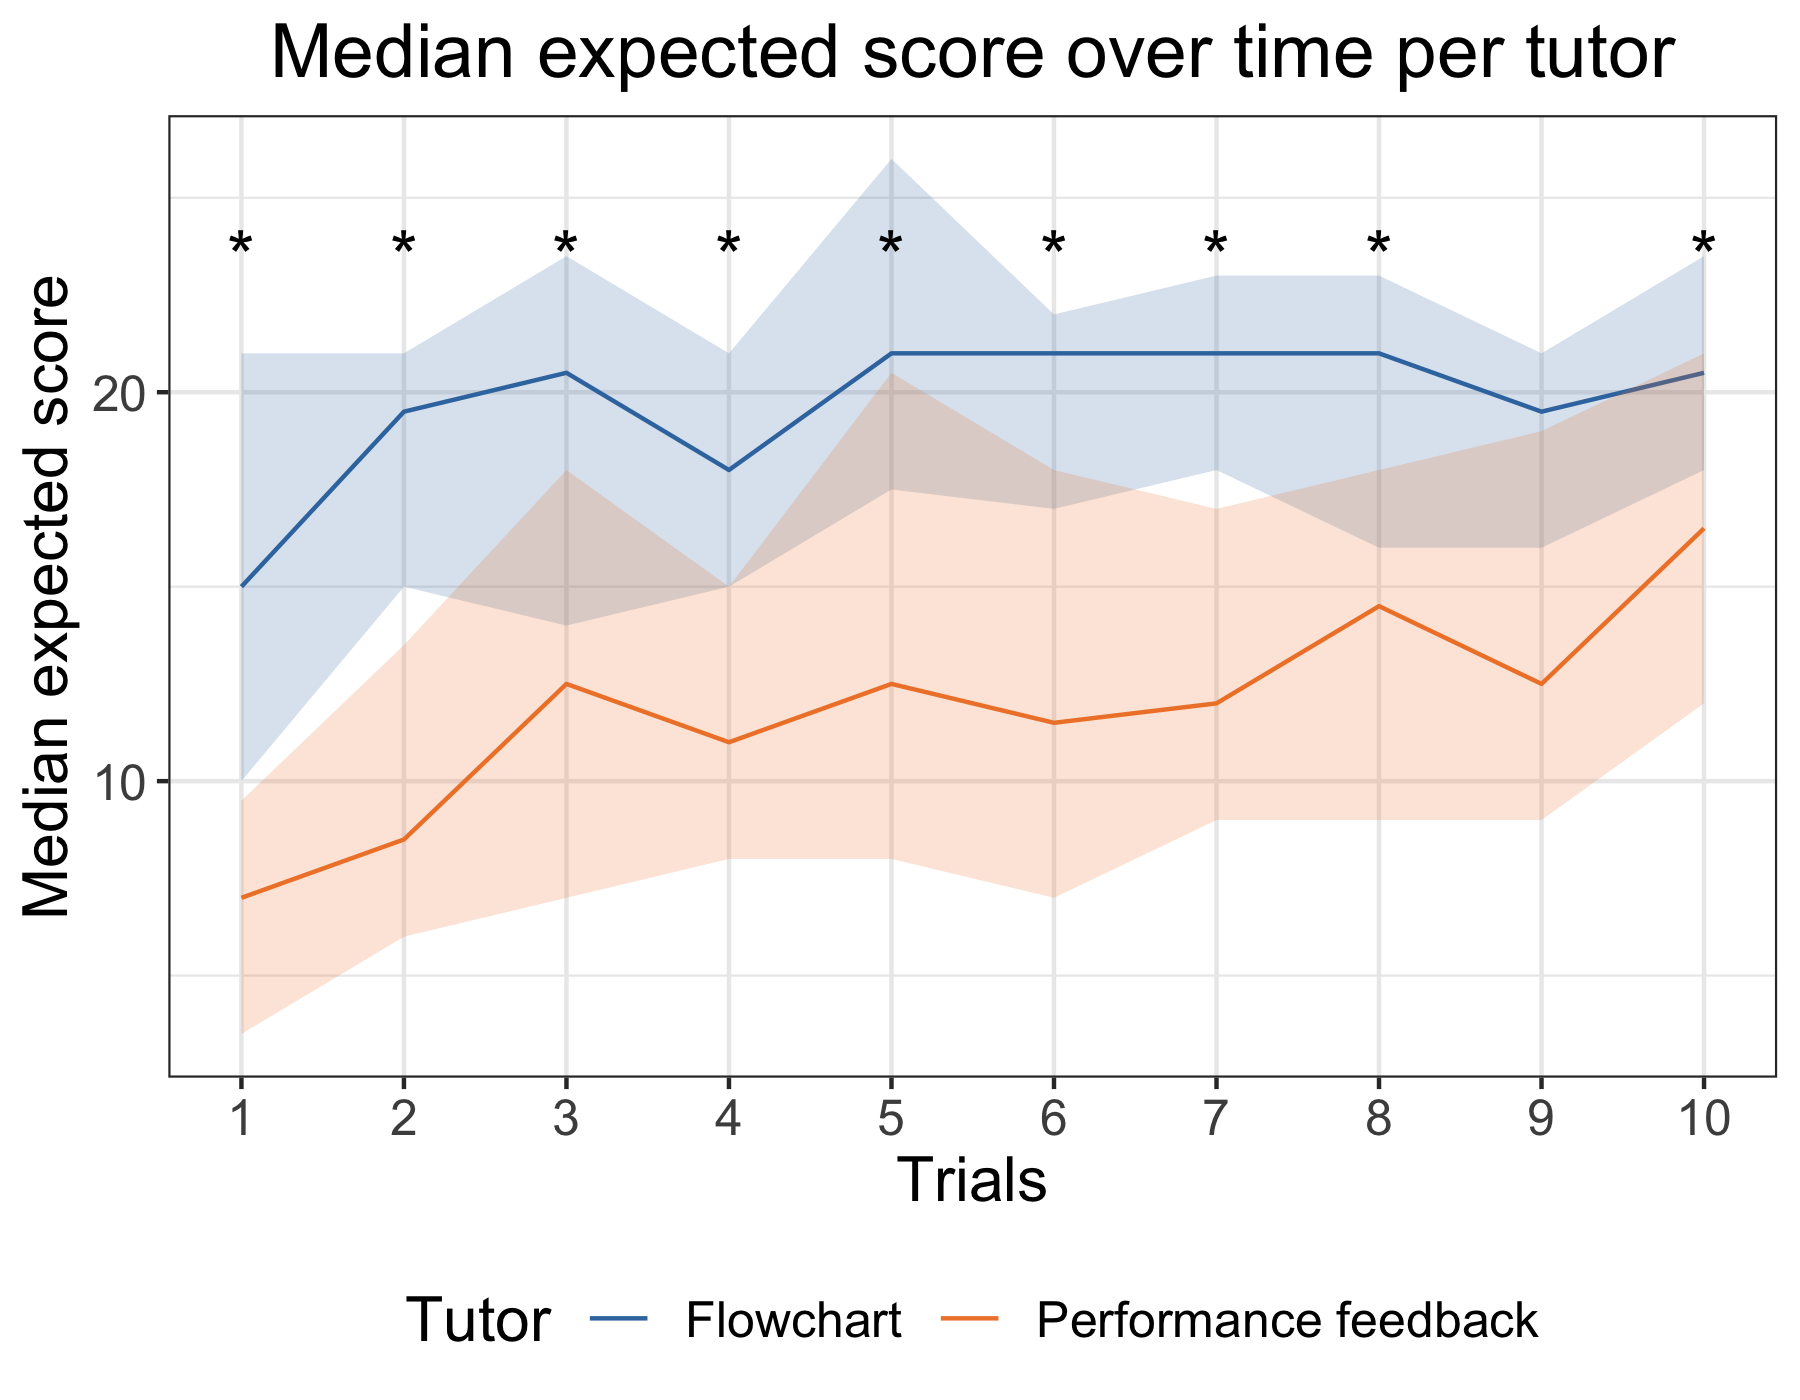 Median expected score over time per tutor
Median expected score
* * * * * * * * *
20
10
1 2 3 4 5 6 7 8 9 10
Trials
Tutor Flowchart Performance feedback